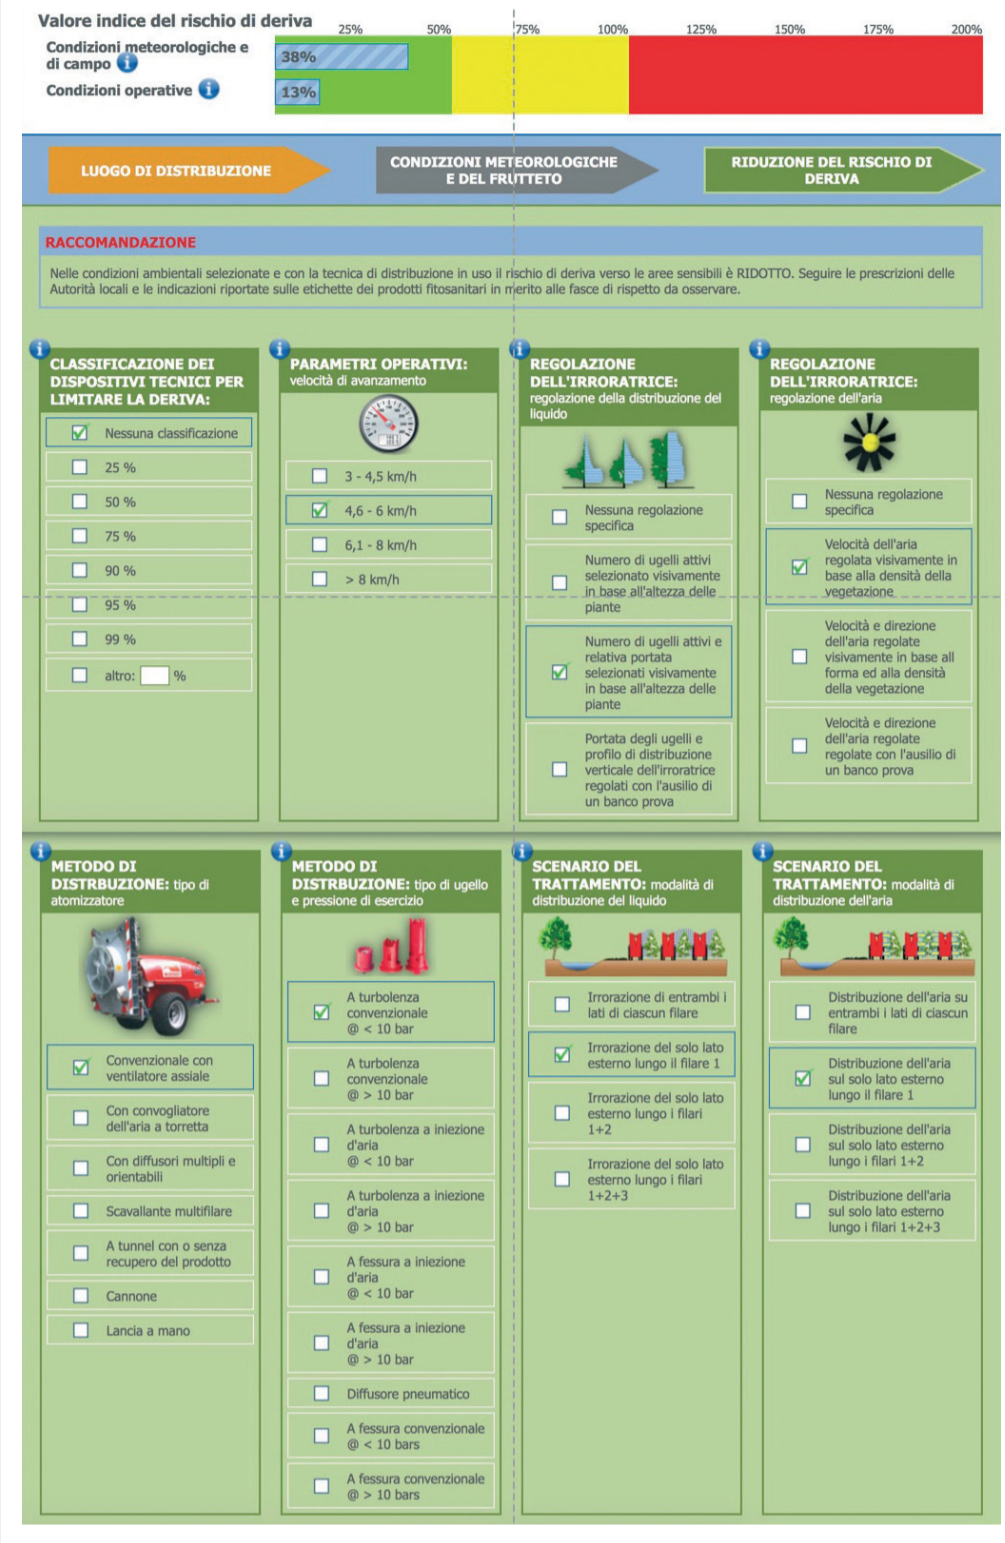 Valore indice del rischio di deriva
25% 50% 75% 100% 125% 150% 175% 200%
Condizioni meteorologiche e
di campo
38%
Condizioni operative
13%
LUOGO DI DISTRIBUZIONE
CONDIZIONI METEOROLOGICHE
E DEL FRUTTETO
RIDUZIONE DEL RISCHIO DI
DERIVA
RACCOMANDAZIONE
Nelle condizioni ambientali selezionate e con la tecnica di distribuzione in uso il rischio di deriva verso le aree sensibili è RIDOTTO. Seguire le prescrizioni delle
Autorità locali e le indicazioni riportate sulle etichette dei prodotti fitosanitari in merito alle fasce di rispetto da osservare.
CLASSIFICAZIONE DEI
DISPOSITIVI TECNICI PER
LIMITARE LA DERIVA:
Nessuna classificazione
25 %
50 %
75 %
90 %
95 %
99 %
altro: %
PARAMETRI OPERATIVI:
velocità di avanzamento
3 - 4,5 km/h
4,6 - 6 km/h
6,1 - 8 km/h
> 8 km/h
REGOLAZIONE
DELL'IRRORATRICE:
regolazione della distribuzione del
liquido
Nessuna regolazione
specifica
Numero di ugelli attivi
selezionato visivamente
in base all'altezza delle
piante
Numero di ugelli attivi e
relativa portata
selezionati visivamente
in base all'altezza delle
piante
Portata degli ugelli e
profilo di distribuzione
verticale dell'irroratrice
regolati con l'ausilio di
un banco prova
REGOLAZIONE
DELL'IRRORATRICE:
regolazione dell'aria
Nessuna regolazione
specifica
Velocità dell'aria
regolata visivamente in
base alla densità della
vegetazione
Velocità e direzione
dell'aria regolate
visivamente in base all
forma ed alla densità
della vegetazione
Velocità e direzione
dell'aria regolate
regolate con l'ausilio di
un banco prova
METODO DI
DISTRBUZIONE: tipo di
atomizzatore
Convenzionale con
ventilatore assiale
Con convogliatore
dell'aria a torretta
Con diffusori multipli e
orientabili
Scavallante multifilare
A tunnel con o senza
recupero del prodotto
Cannone
Lancia a mano
METODO DI
DISTRBUZIONE: tipo di ugello
e pressione di esercizio
A turbolenza
convenzionale
@ < 10 bar
A turbolenza
convenzionale
@ > 10 bar
A turbolenza a iniezione
d'aria
@ < 10 bar
A turbolenza a iniezione
d'aria
@ > 10 bar
A fessura a iniezione
d'aria
@ < 10 bar
A fessura a iniezione
d'aria
@ > 10 bar
Diffusore pneumatico
A fessura convenzionale
@ < 10 bars
A fessura convenzionale
@ > 10 bars
SCENARIO DEL
TRATTAMENTO: modalità di
distribuzione del liquido
Irrorazione di entrambi i
lati di ciascun filare
Irrorazione del solo lato
esterno lungo il filare 1
Irrorazione del solo lato
esterno lungo i filari
1+2
Irrorazione del solo lato
esterno lungo i filari
1+2+3
SCENARIO DEL
TRATTAMENTO: modalità di
distribuzione dell'aria
Distribuzione dell'aria su
entrambi i lati di ciascun
filare
Distribuzione dell'aria
sul solo lato esterno
lungo il filare 1
Distribuzione dell'aria
sul solo lato esterno
lungo i filari 1+2
Distribuzione dell'aria
sul solo lato esterno
lungo i filari 1+2+3